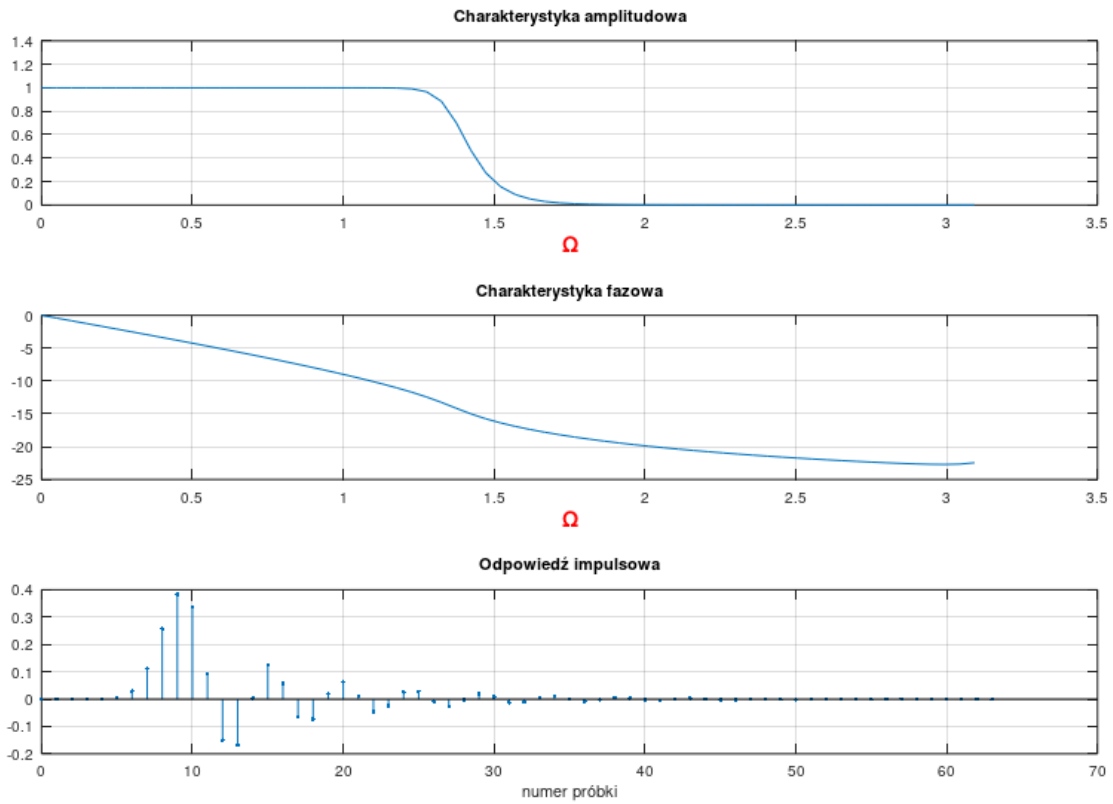 Charakterystyka amplitudowa
1.4
1.2
1
0.8
0.6
0.4
0.2
0
0 0.5 1 1.5 2 2.5 3 3.5
Ω
Charakterystyka fazowa
0
-5
-10
-15
-20
-25
0 0.5 1 1.5 2 2.5 3 3.5
Ω
Odpowiedź impulsowa
0.4
0.3
0.2
0.1
0
-0.1
-0.2
0 10 20 30 40 50 60 70
numer próbki